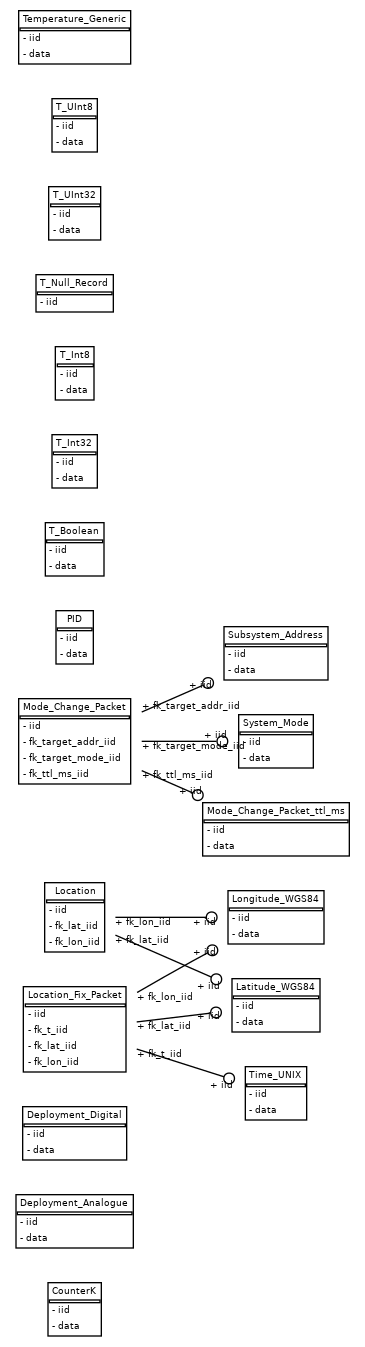 Temperature_Generic
- iid
- data
T_UInt8
- iid
- data
T_UInt32
- iid
- data
T_Null_Record
- iid
T_Int8
- iid
- data
T_Int32
- iid
- data
T_Boolean
- iid
- data
PID
- iid
- data
Subsystem_Address
- iid
- data
Mode_Change_Packet
- iid
- fk_target_addr_iid
- fk_target_mode_iid
- fk_ttl_ms_iid
+ iid
+ fk_target_addr_iid
+ iid
+ fk_target_mode_iid
+ fk_ttl_ms_iid
+ iid
System_Mode
- iid
- data
Mode_Change_Packet_ttl_ms
- iid
- data
Location
- iid
- fk_lat_iid
- fk_lon_iid
+ fk_lon_iid
+ iid
+ fk_lat_iid
+ iid
Longitude_WGS84
- iid
- data
Location_Fix_Packet
- iid
- fk_t_iid
- fk_lat_iid
- fk_lon_iid
+ iid
+ fk_lon_iid
+ iid
+ fk_lat_iid
+ fk_t_iid
+ iid
Latitude_WGS84
- iid
- data
Time_UNIX
- iid
- data
Deployment_Digital
- iid
- data
Deployment_Analogue
- iid
- data
CounterK
- iid
- data